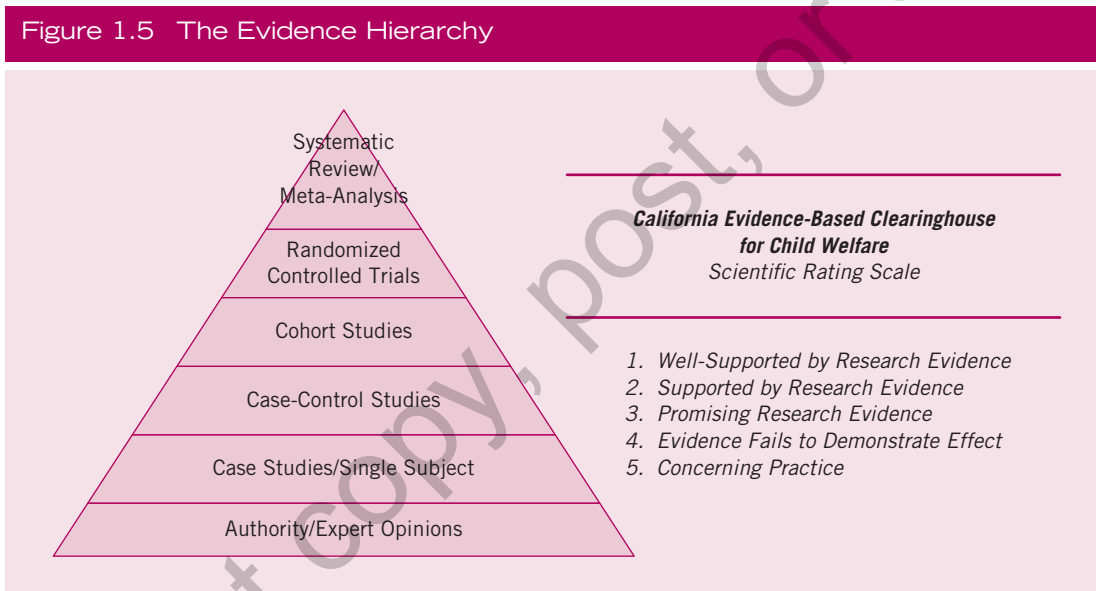 Figure 1.5 The Evidence Hierarchy
Systematic
Review/
Meta-Analysis
Randomized
Controlled Trials
Cohort Studies
Case-Control Studies
Case Studies/Single Subject
Authority/Expert Opinions
California Evidence-Based Clearinghouse
for Child Welfare
Scientific Rating Scale
1. Well-Supported by Research Evidence
2. Supported by Research Evidence
3. Promising Research Evidence
4. Evidence Fails to Demonstrate Effect
5. Concerning Practice
copy, post, or